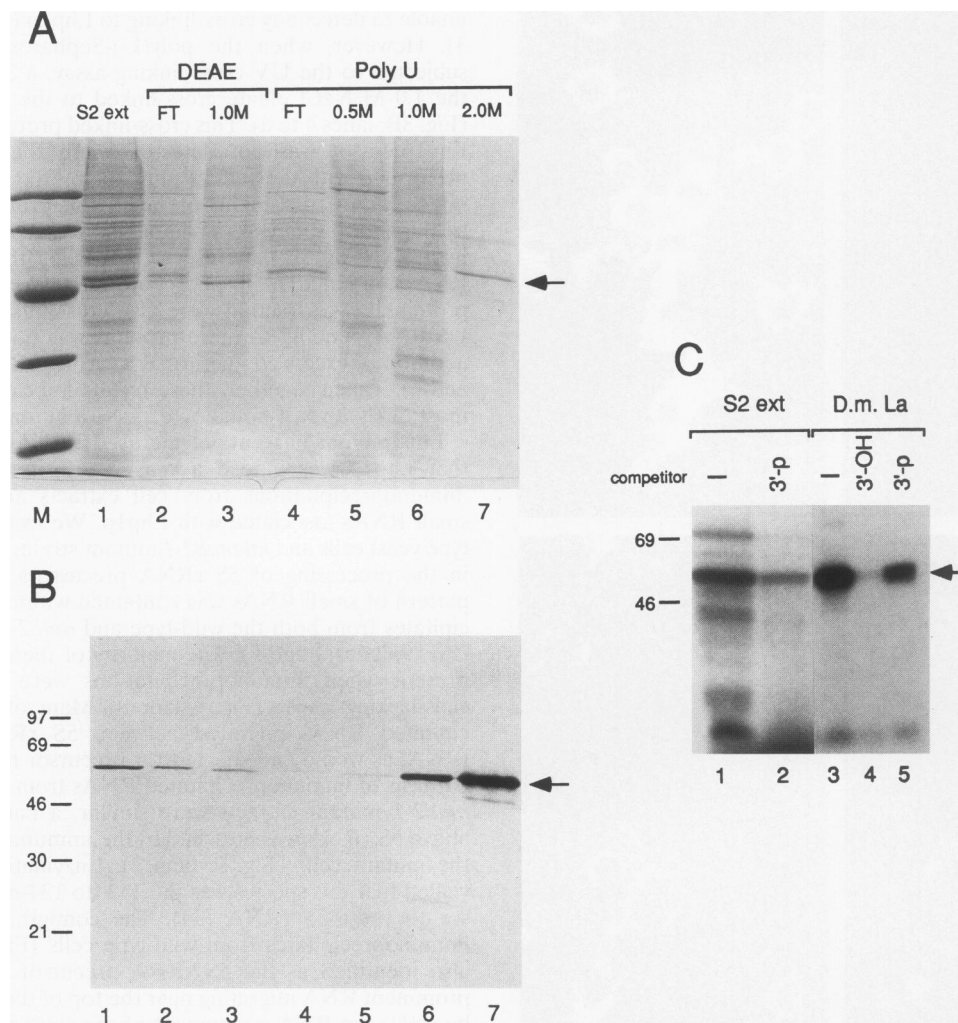 A
DEAE
Poly U
S2 ext FT 1.0M FT 0.5M 1.0M 2.0M
M 1 2 3 4 5 6 7
B
97
69
46
30
21
1 2 3 4 5 6 7
C
S2 ext D.m. La
competitor – 3'-p – 3'-OH 3'-p
69
46
1 2 3 4 5